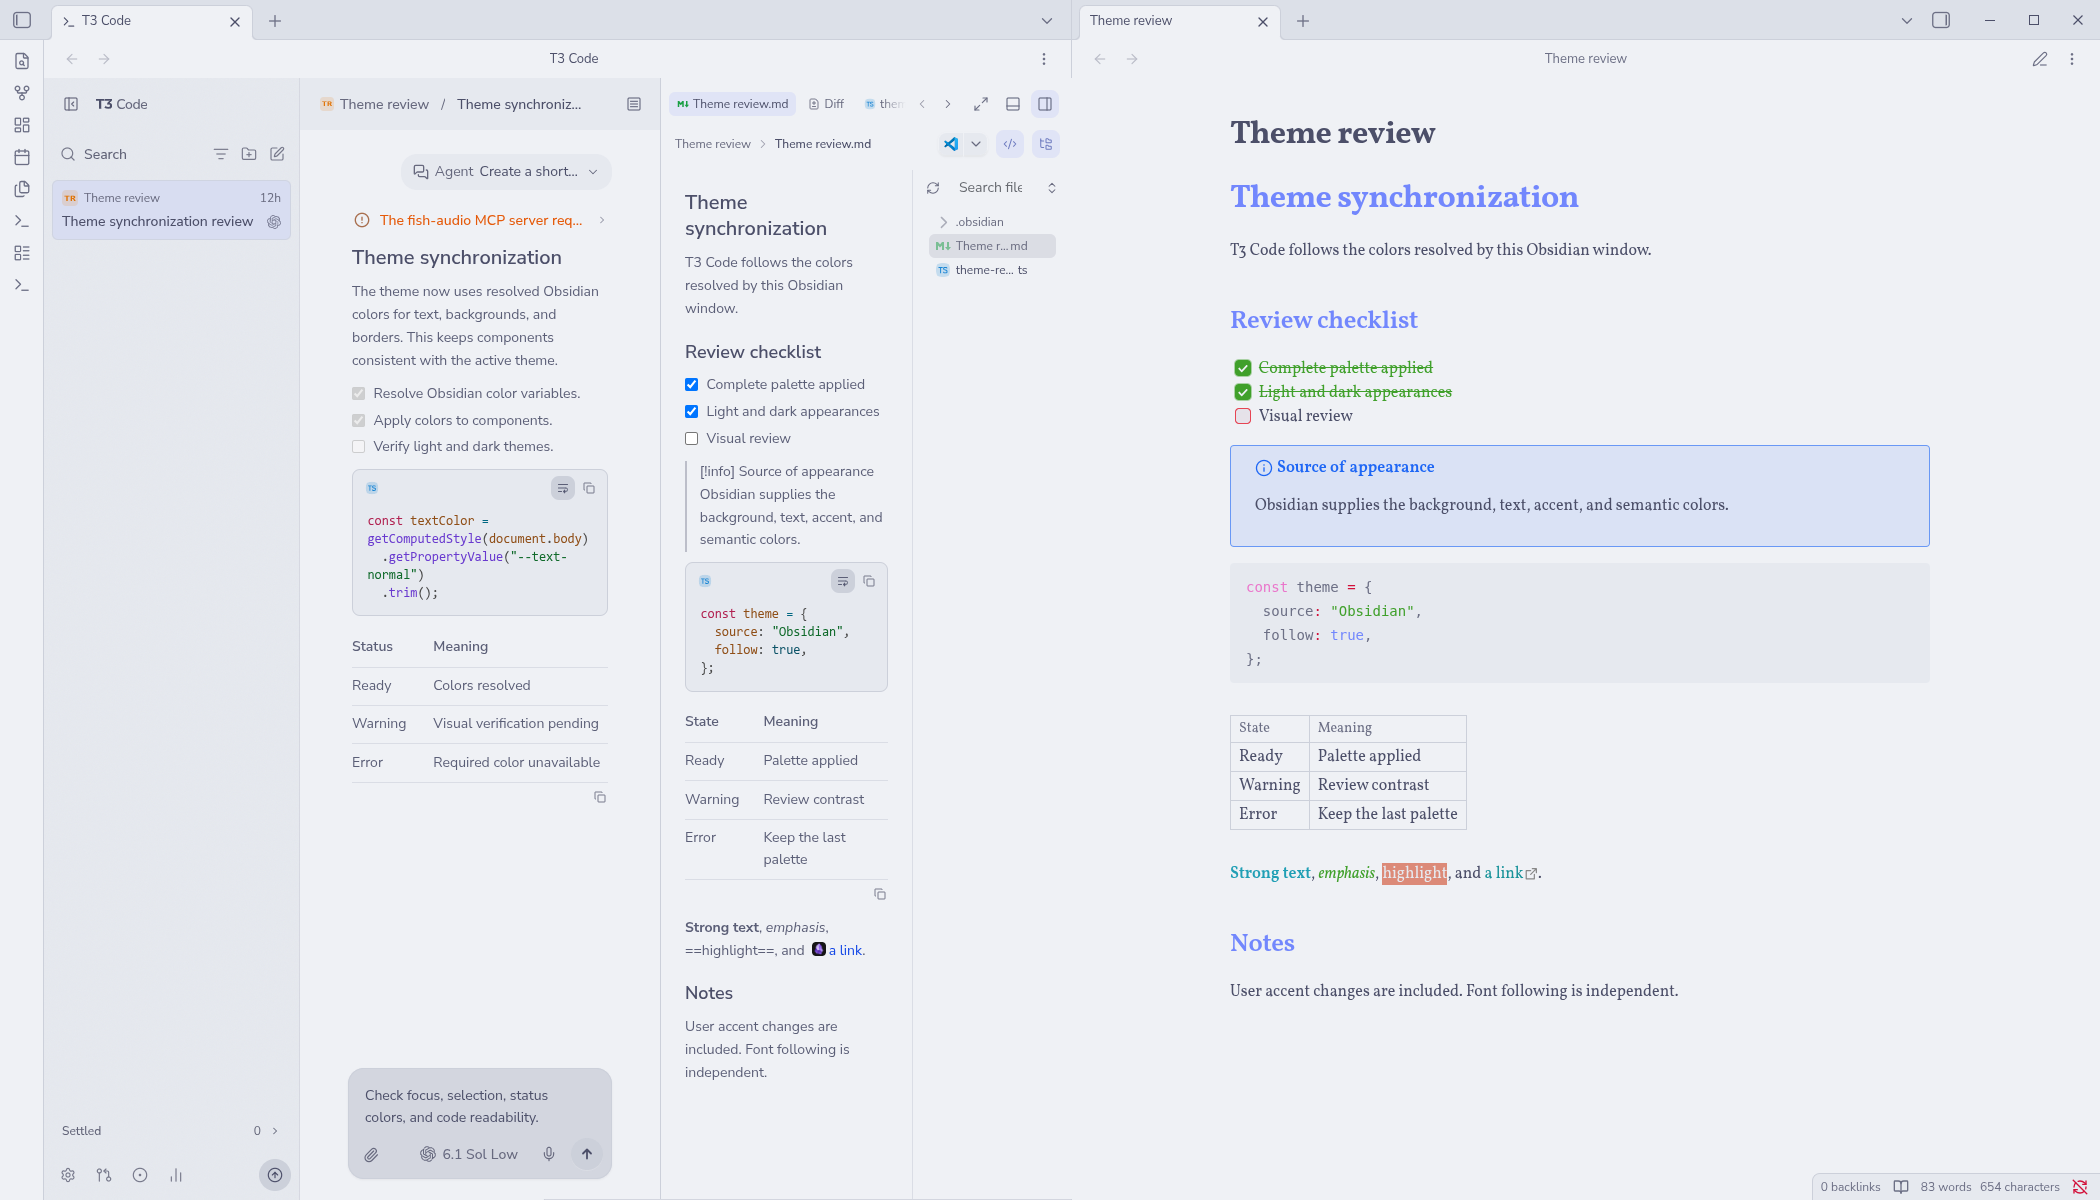 T3 Code
Theme review
T3 Code
Theme review
T3 Code
Search
TR Theme review 12h
Theme synchronization review
Settled 0
TR Theme review / Theme synchroniz...
Agent Create a short...
The fish-audio MCP server req...
Theme synchronization
The theme now uses resolved Obsidian
colors for text, backgrounds, and
borders. This keeps components
consistent with the active theme.
Resolve Obsidian color variables.
Apply colors to components.
Verify light and dark themes.
TS
const textColor =
getComputedStyle(document.body)
.getPropertyValue("--text-
normal")
.trim();
Status Meaning
Ready Colors resolved
Warning Visual verification pending
Error Required color unavailable
Check focus, selection, status
colors, and code readability.
6.1 Sol Low
M Theme review.md Diff TS then
Theme review > Theme review.md
Theme
synchronization
T3 Code follows the colors
resolved by this Obsidian
window.
Review checklist
Complete palette applied
Light and dark appearances
Visual review
[!info] Source of appearance
Obsidian supplies the
background, text, accent, and
semantic colors.
TS
const theme = {
source: "Obsidian",
follow: true,
};
State Meaning
Ready Palette applied
Warning Review contrast
Error Keep the last
palette
Strong text, emphasis,
==highlight==, and a link.
Notes
User accent changes are
included. Font following is
independent.
Search file
.obsidian
M Theme r... md
TS theme-re... ts
Theme review
Theme synchronization
T3 Code follows the colors resolved by this Obsidian window.
Review checklist
Complete palette applied
Light and dark appearances
Visual review
Source of appearance
Obsidian supplies the background, text, accent, and semantic colors.
const theme = {
source: "Obsidian",
follow: true,
};
State Meaning
Ready Palette applied
Warning Review contrast
Error Keep the last palette
Strong text, emphasis, highlight, and a link.
Notes
User accent changes are included. Font following is independent.
0 backlinks 83 words 654 characters